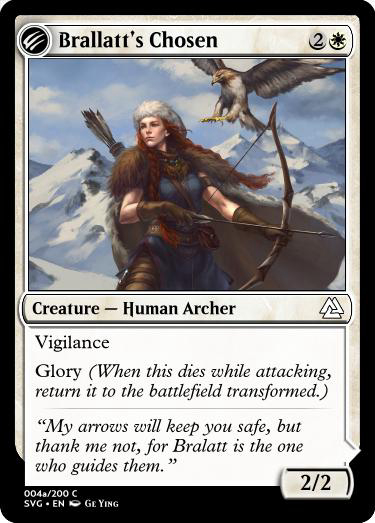 Brallatt's Chosen 2
Creature — Human Archer
Vigilance
Glory (When this dies while attacking,
return it to the battlefield transformed.)
"My arrows will keep you safe, but
thank me not, for Bralatt is the one
who guides them."
2/2
004a/200 C
SVG • EN Ge Ying